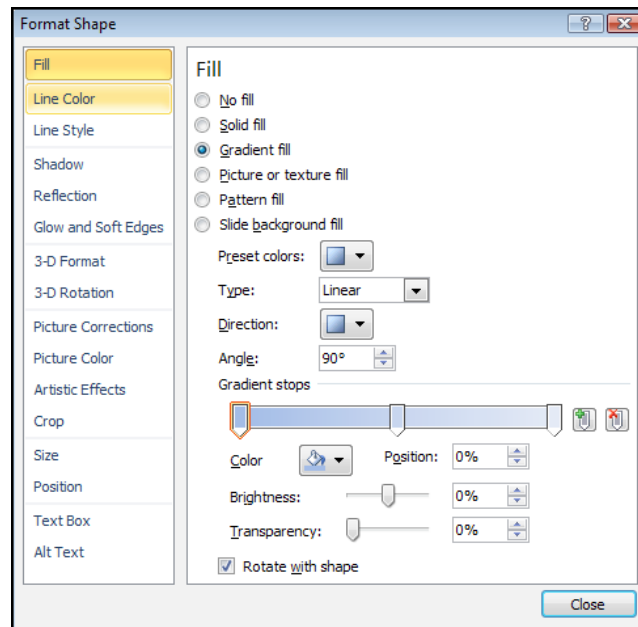 Format Shape
Fill
Line Color
Line Style
Shadow
Reflection
Glow and Soft Edges
3-D Format
3-D Rotation
Picture Corrections
Picture Color
Artistic Effects
Crop
Size
Position
Text Box
Alt Text
Fill
No fill
Solid fill
Gradient fill
Picture or texture fill
Pattern fill
Slide background fill
Preset colors:
Type: Linear
Direction:
Angle: 90°
Gradient stops
Color Position: 0%
Brightness: 0%
Transparency: 0%
Rotate with shape
Close